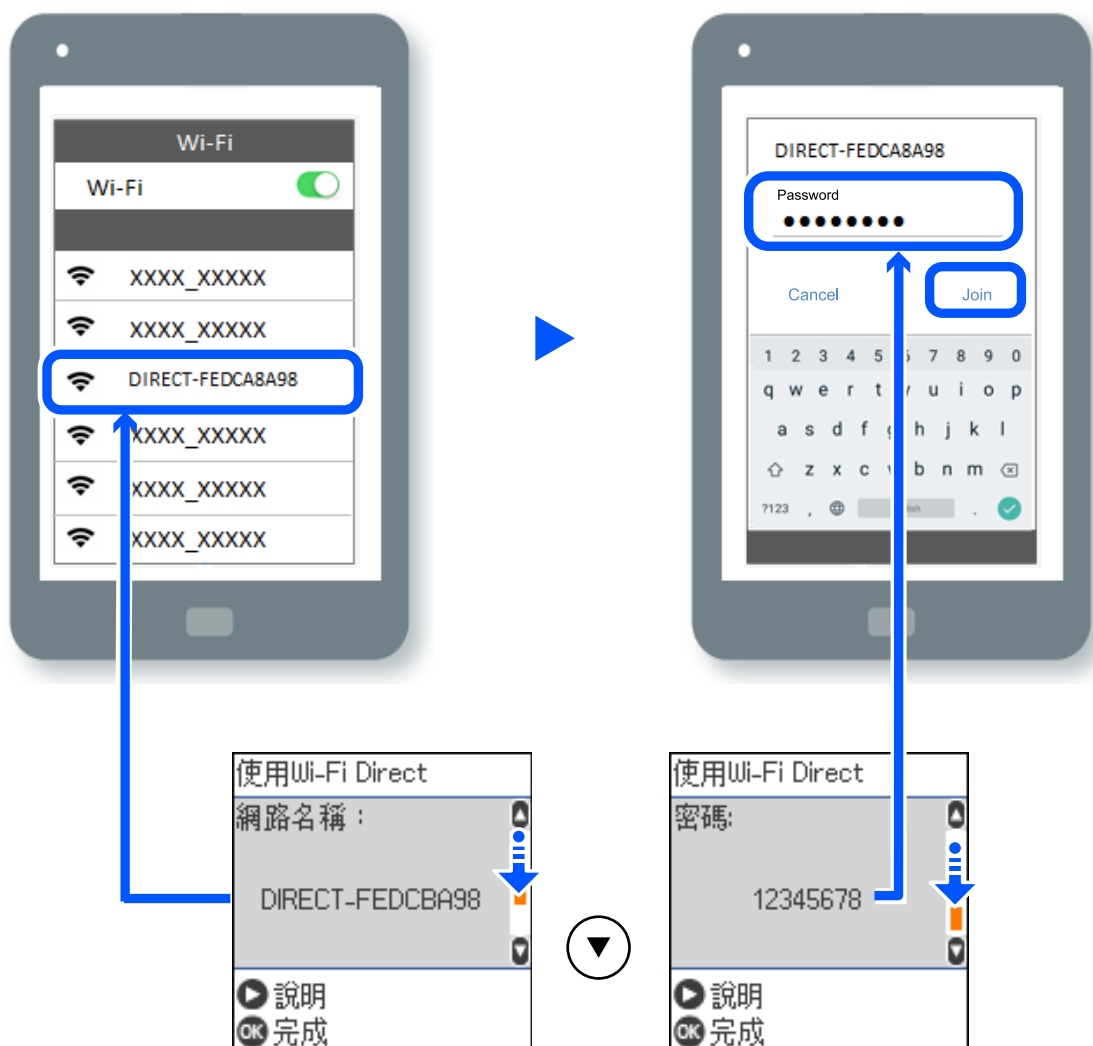 Wi-Fi
Wi-Fi
XXXX_XXXXX
XXXX_XXXXX
DIRECT-FEDCA8A98
XXXX_XXXXX
XXXX_XXXXX
XXXX_XXXXX
DIRECT-FEDCA8A98
Password
●●●●●●●●
Cancel Join
1 2 3 4 5 7 8 9 0
q w e r t u i o p
a s d f h j k l
z x c b n m
?123 , .
使用Wi-Fi Direct
網路名稱：
DIRECT-FEDCBA98
說明
OK 完成
使用Wi-Fi Direct
密碼:
12345678
說明
OK 完成